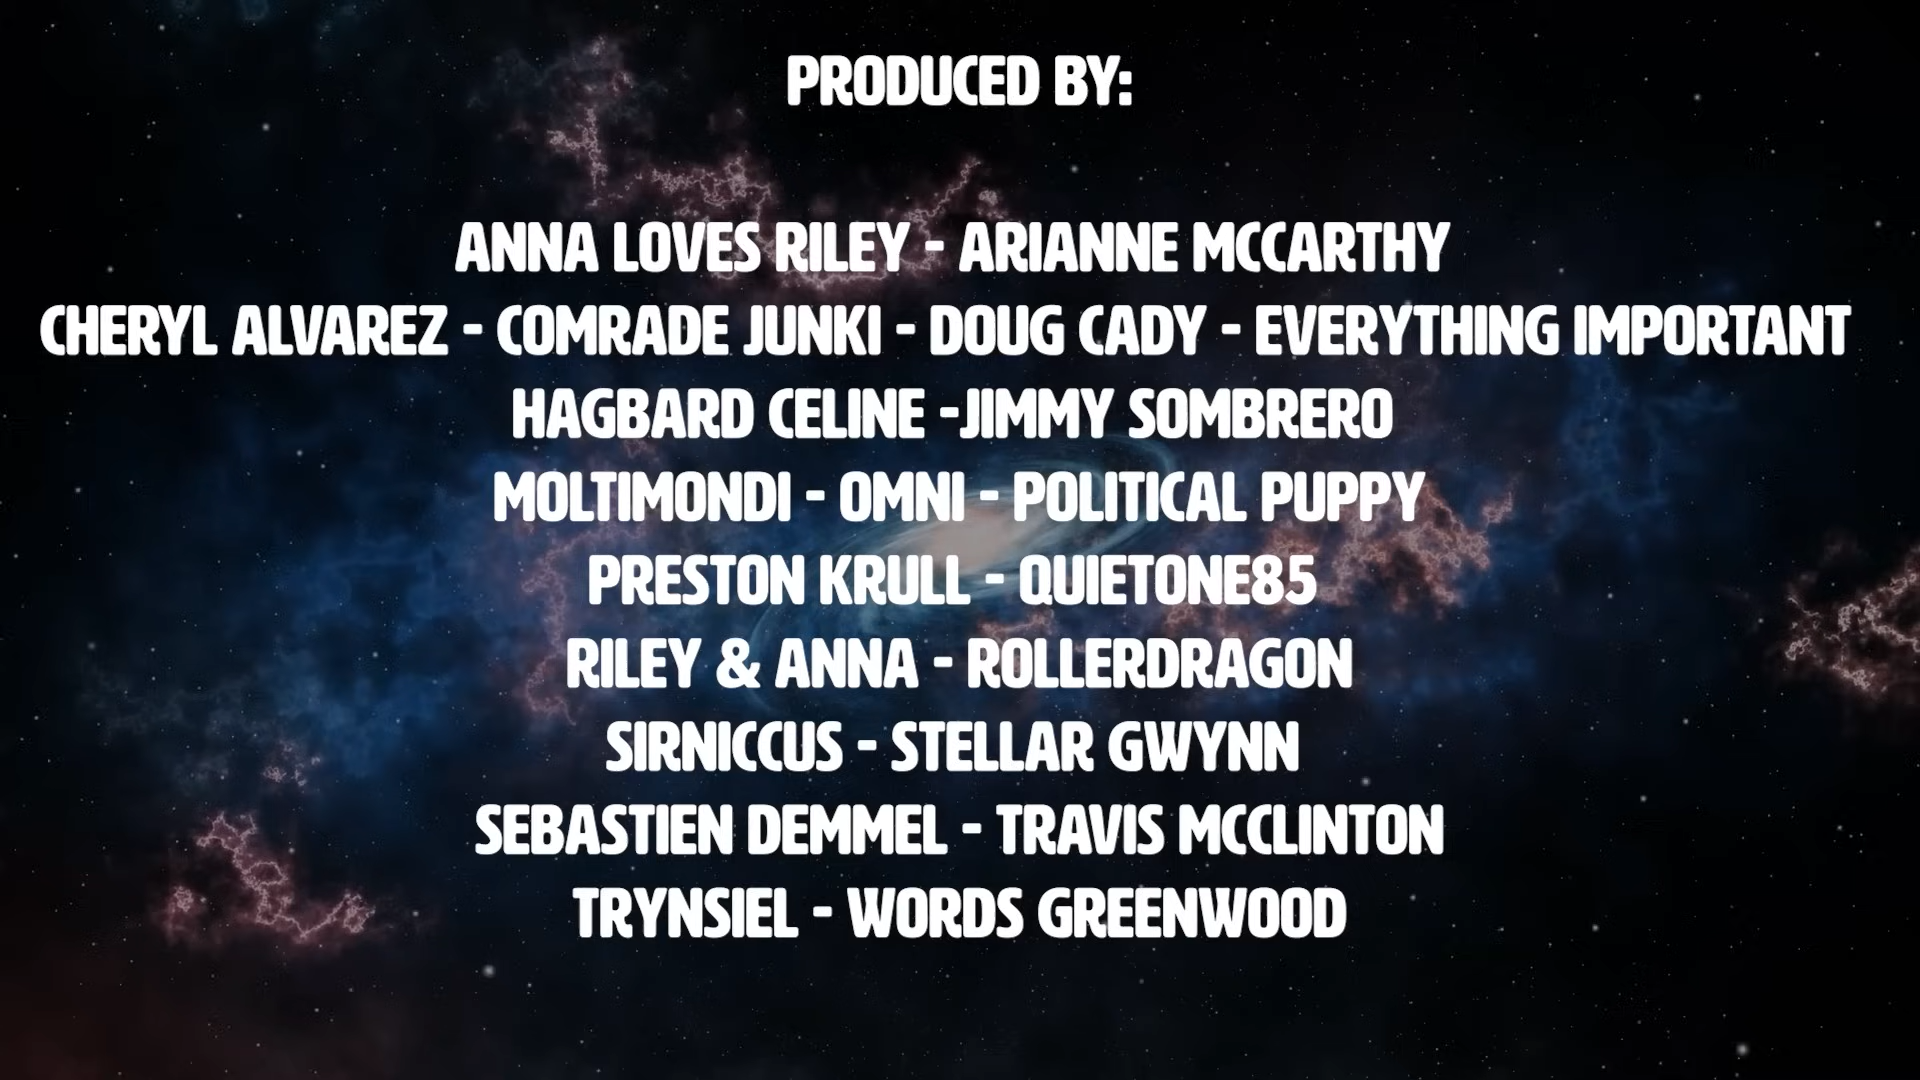 PRODUCED BY:
ANNA LOVES RILEY - ARIANNE MCCARTHY
CHERYL ALVAREZ - COMRADE JUNKI - DOUG CADY - EVERYTHING IMPORTANT
HAGBARD CELINE -JIMMY SOMBRERO
MOLTIMONDI - OMNI - POLITICAL PUPPY
PRESTON KRULL - QUIETONE85
RILEY & ANNA - ROLLERDRAGON
SIRNICCUS - STELLAR GWYNN
SEBASTIEN DEMMEL - TRAVIS MCCLINTON
TRYNSIEL - WORDS GREENWOOD